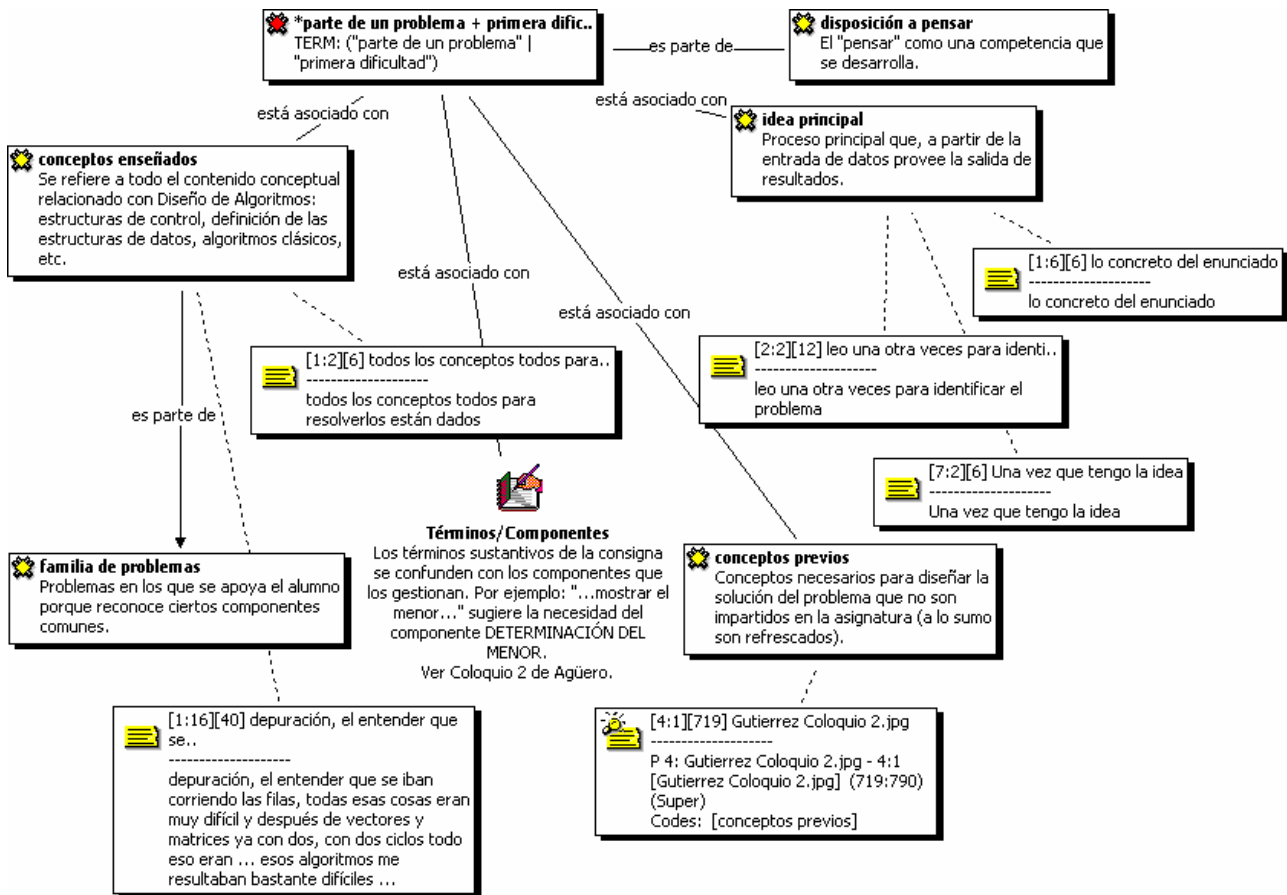 *parte de un problema + primera dific..
TERM: ("parte de un problema" |
"primera dificultad")
es parte de
disposición a pensar
El "pensar" como una competencia que
se desarrolla.
está asociado con
está asociado con
idea principal
Proceso principal que, a partir de la
entrada de datos provee la salida de
resultados.
conceptos enseñados
Se refiere a todo el contenido conceptual
relacionado con Diseño de Algoritmos:
estructuras de control, definición de las
estructuras de datos, algoritmos clásicos,
etc.
está asociado con
está asociado con
[1:6][6] lo concreto del enunciado
--------------------
lo concreto del enunciado
[1:2][6] todos los conceptos todos para..
--------------------
todos los conceptos todos para
resolverlos están dados
[2:2][12] leo una otra veces para identi..
--------------------
leo una otra veces para identificar el
problema
es parte de
[7:2][6] Una vez que tengo la idea
--------------------
Una vez que tengo la idea
Términos/Componentes
Los términos sustantivos de la consigna
se confunden con los componentes que
los gestionan. Por ejemplo: "...mostrar el
menor..." sugiere la necesidad del
componente DETERMINACIÓN DEL
MENOR.
Ver Coloquio 2 de Agüero.
familia de problemas
Problemas en los que se apoya el alumno
porque reconoce ciertos componentes
comunes.
conceptos previos
Conceptos necesarios para diseñar la
solución del problema que no son
impartidos en la asignatura (a lo sumo
son refrescados).
[1:16][40] depuración, el entender que
se..
--------------------
depuración, el entender que se iban
corriendo las filas, todas esas cosas eran
muy difícil y después de vectores y
matrices ya con dos, con dos ciclos todo
eso eran ... esos algoritmos me
resultaban bastante difíciles ...
[4:1][719] Gutierrez Coloquio 2.jpg
--------------------
P 4: Gutierrez Coloquio 2.jpg - 4:1
[Gutierrez Coloquio 2.jpg] (719:790)
(Super)
Codes: [conceptos previos]